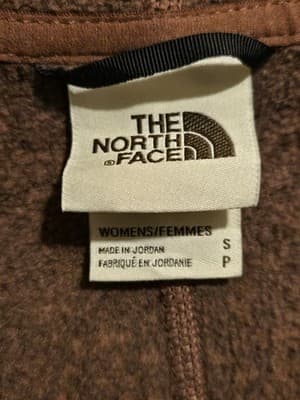 THE
NORTH
FACE
WOMENS/FEMMES
MADE IN JORDAN S
FABRIQUÉ EN JORDANIE P